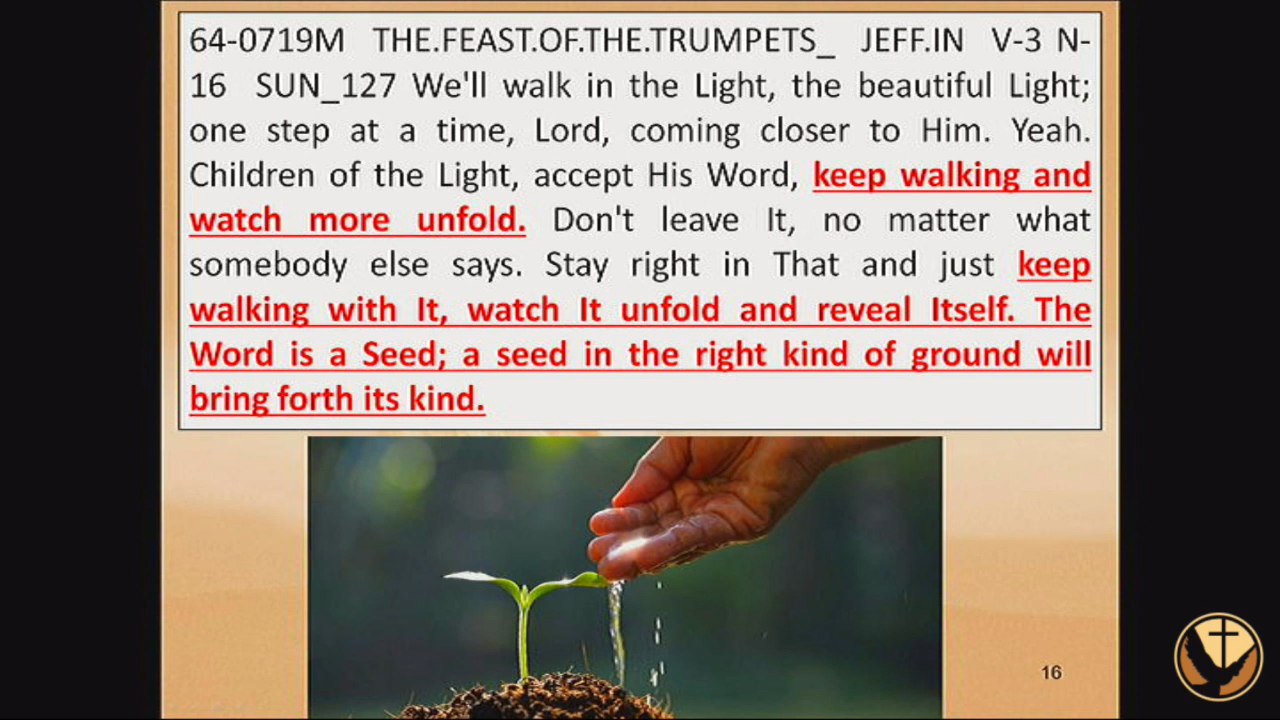 64-0719M THE.FEAST.OF.THE.TRUMPETS_ JEFF.IN V-3 N-
16 SUN_127 We'll walk in the Light, the beautiful Light;
one step at a time, Lord, coming closer to Him. Yeah.
Children of the Light, accept His Word, keep walking and
watch more unfold. Don't leave It, no matter what
somebody else says. Stay right in That and just keep
walking with It, watch It unfold and reveal Itself. The
Word is a Seed; a seed in the right kind of ground will
bring forth its kind.
16